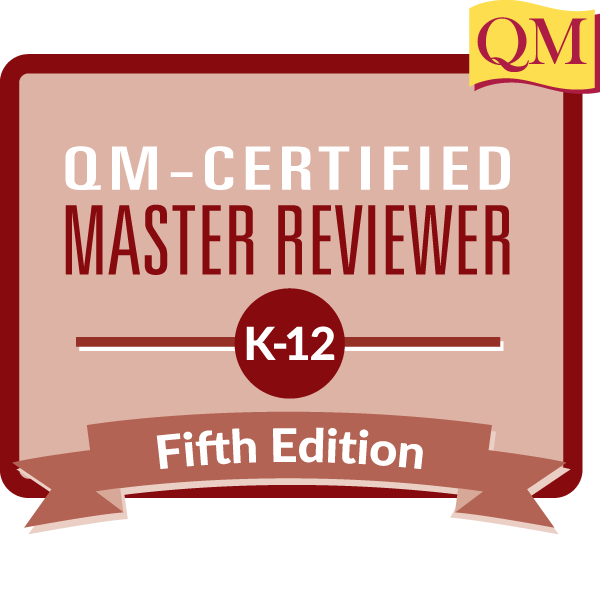 QM
QM-CERTIFIED
MASTER REVIEWER
K-12
Fifth Edition